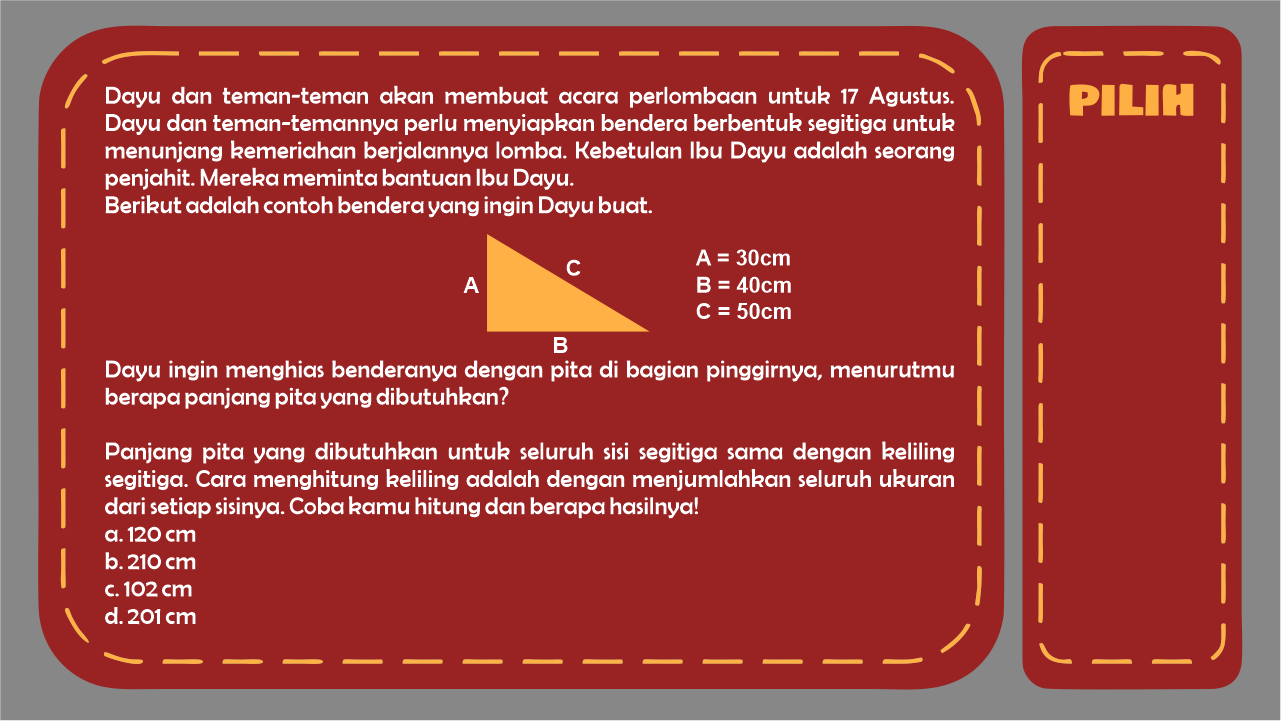 Dayu dan teman-teman akan membuat acara perlombaan untuk 17 Agustus.
Dayu dan teman-temannya perlu menyiapkan bendera berbentuk segitiga untuk
menunjang kemeriahan berjalannya lomba. Kebetulan Ibu Dayu adalah seorang
penjahit. Mereka meminta bantuan Ibu Dayu.
Berikut adalah contoh bendera yang ingin Dayu buat.
A
C
B
A = 30cm
B = 40cm
C = 50cm
Dayu ingin menghias benderanya dengan pita di bagian pinggirnya, menurutmu
berapa panjang pita yang dibutuhkan?
Panjang pita yang dibutuhkan untuk seluruh sisi segitiga sama dengan keliling
segitiga. Cara menghitung keliling adalah dengan menjumlahkan seluruh ukuran
dari setiap sisinya. Coba kamu hitung dan berapa hasilnya!
a. 120 cm
b. 210 cm
c. 102 cm
d. 201 cm
PILIH